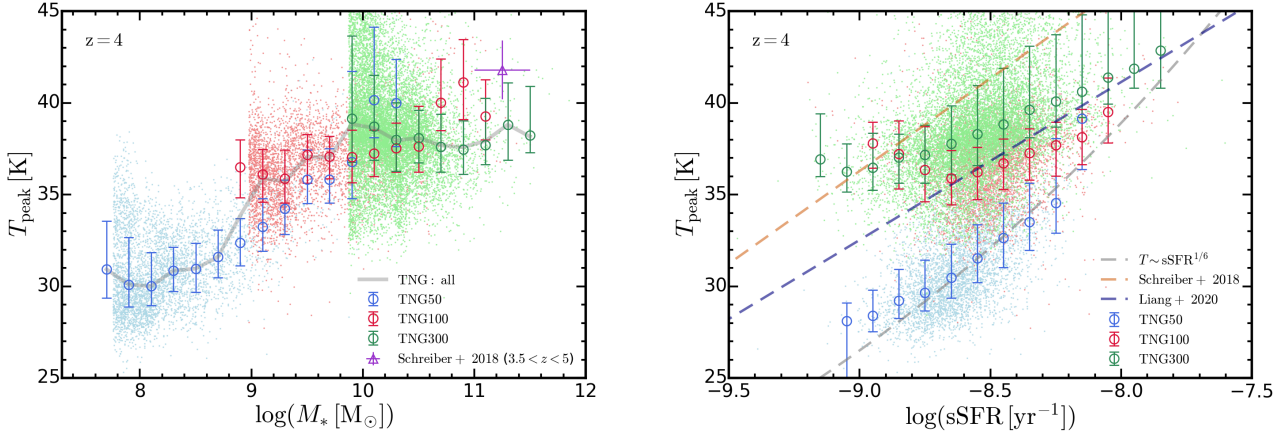 z = 4
45
40
35
30
25
T_peak [K]
8
9
10
11
12
log(M_* [M_⊙])
TNG : all
TNG50
TNG100
TNG300
Schreiber + 2018 (3.5 < z < 5)
z = 4
45
40
35
30
25
T_peak [K]
−9.5
−9.0
−8.5
−8.0
−7.5
log(sSFR [yr^−1])
T ~ sSFR^1/6
Schreiber + 2018
Liang + 2020
TNG50
TNG100
TNG300